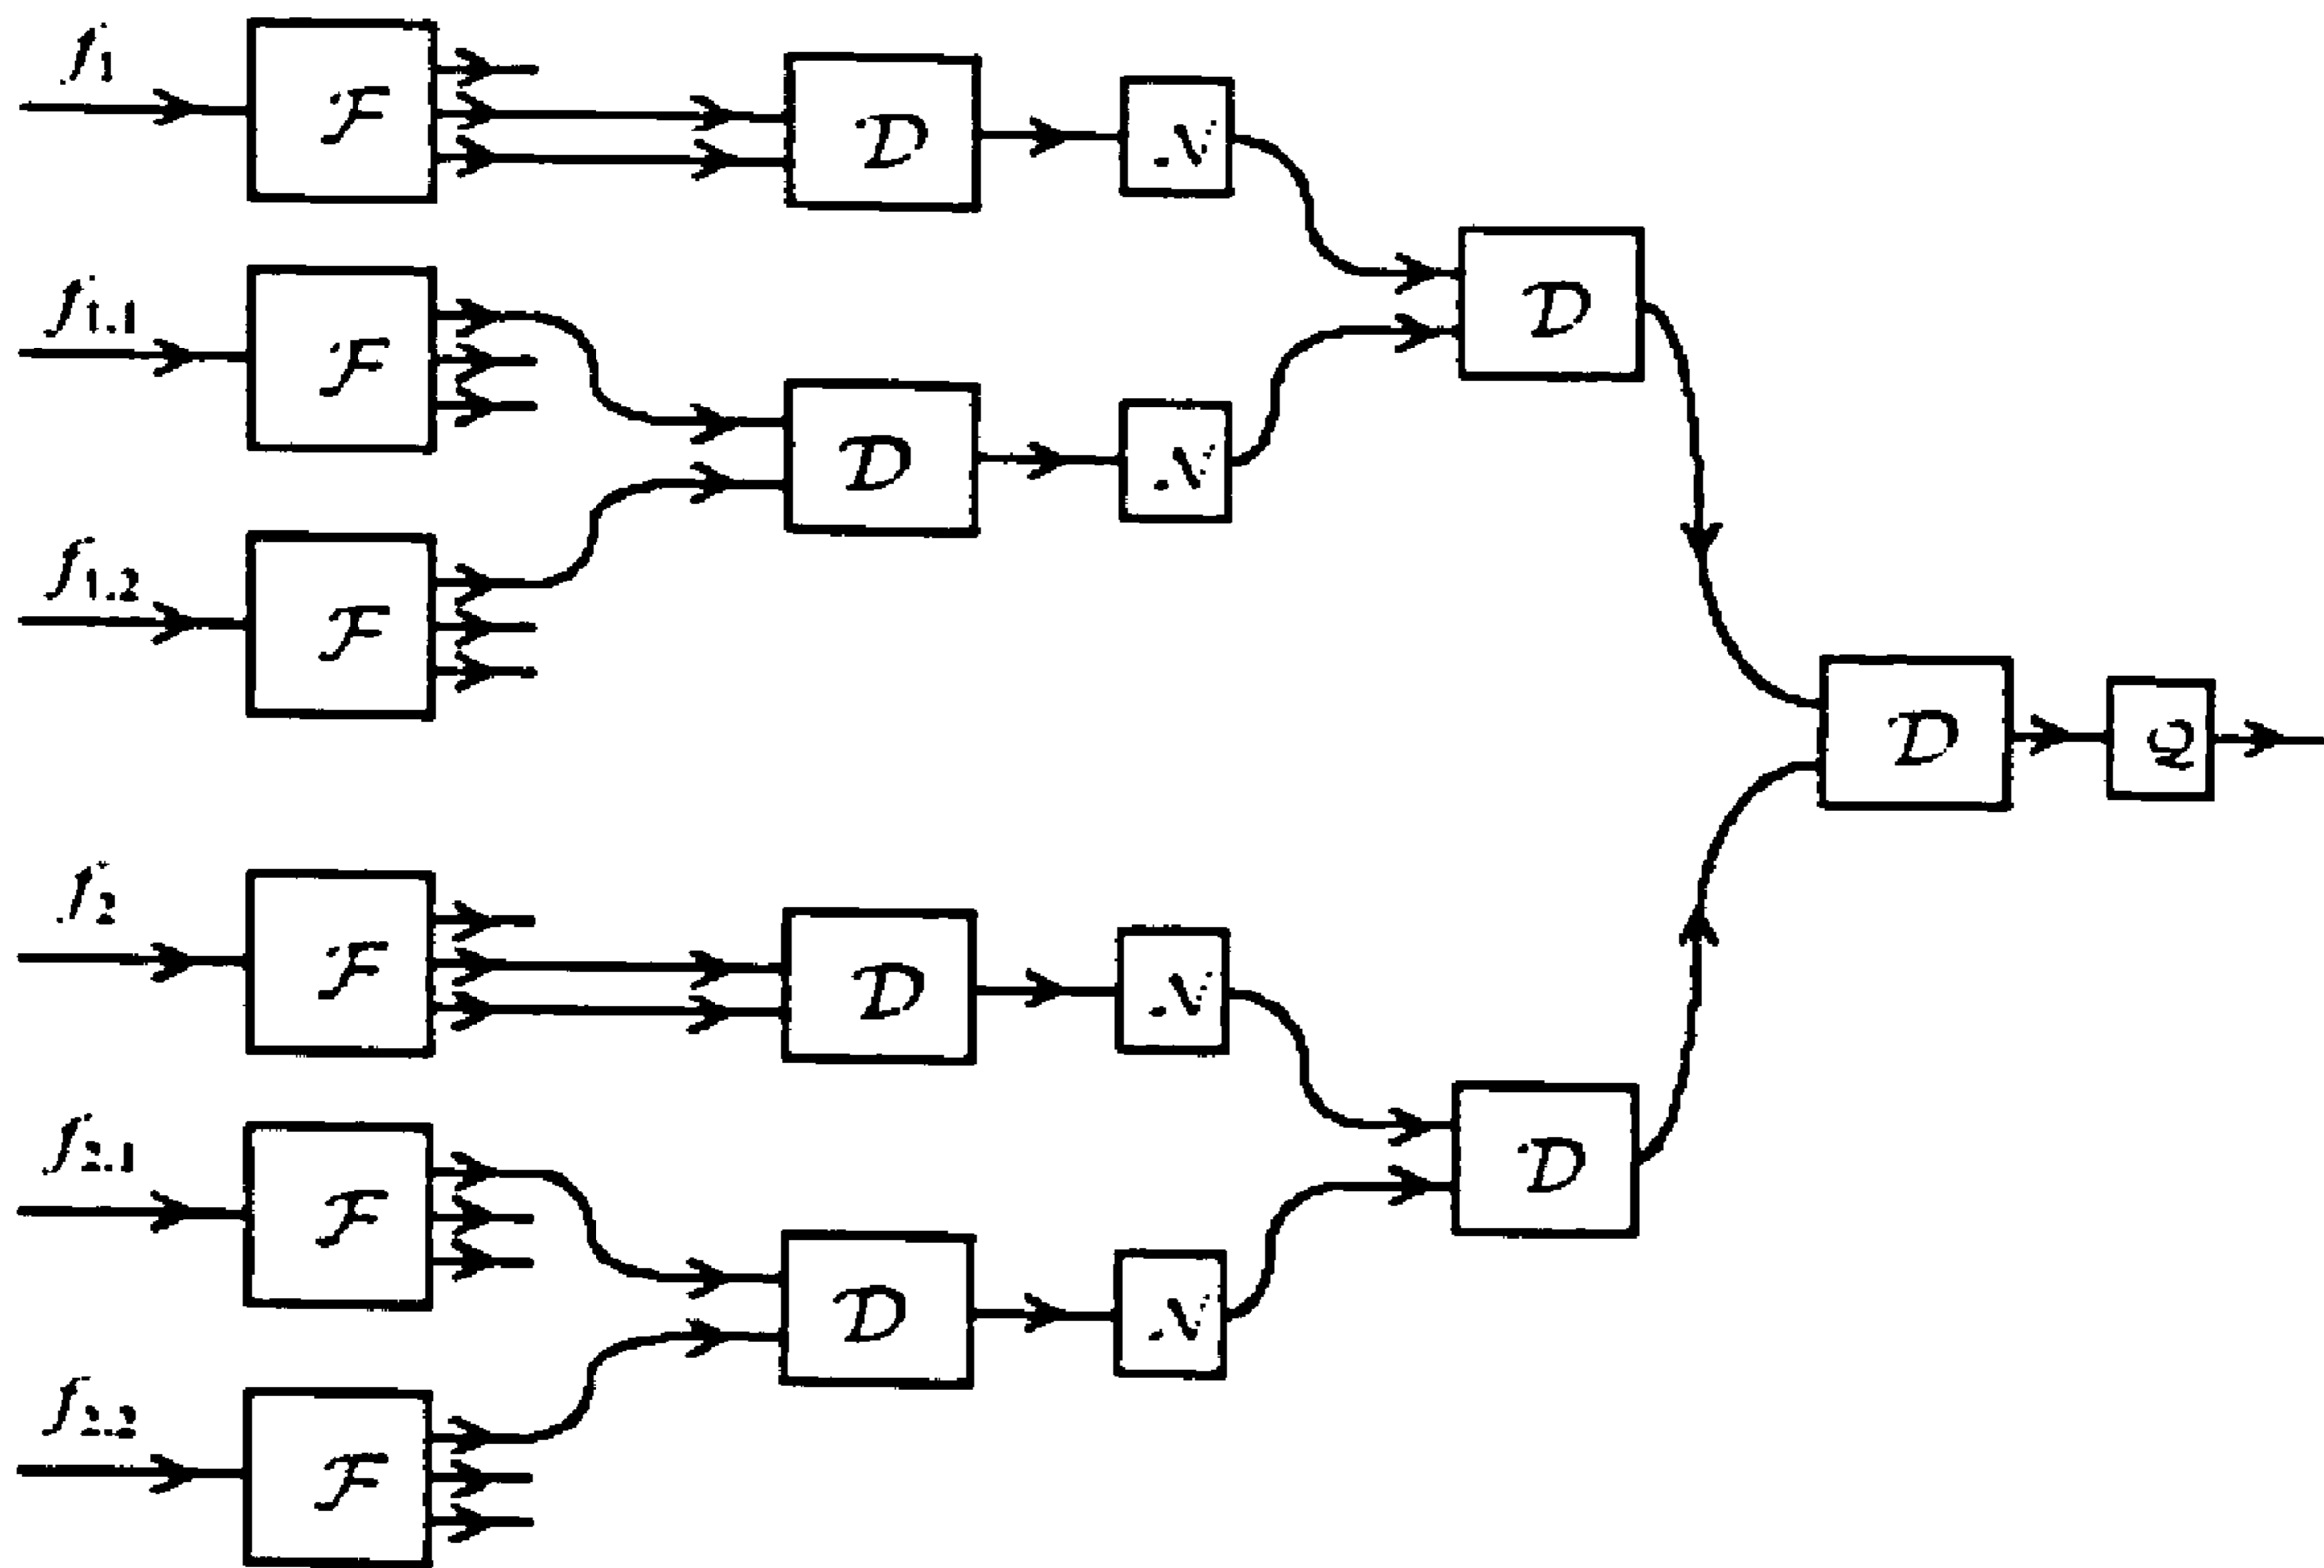 f₁
ℱ
𝒟
𝒩
𝒟
f₁.₁
ℱ
𝒟
𝒩
f₁.₂
ℱ
𝒟
𝒬
f₂
ℱ
𝒟
𝒩
𝒟
f₂.₁
ℱ
𝒟
𝒩
f₂.₂
ℱ